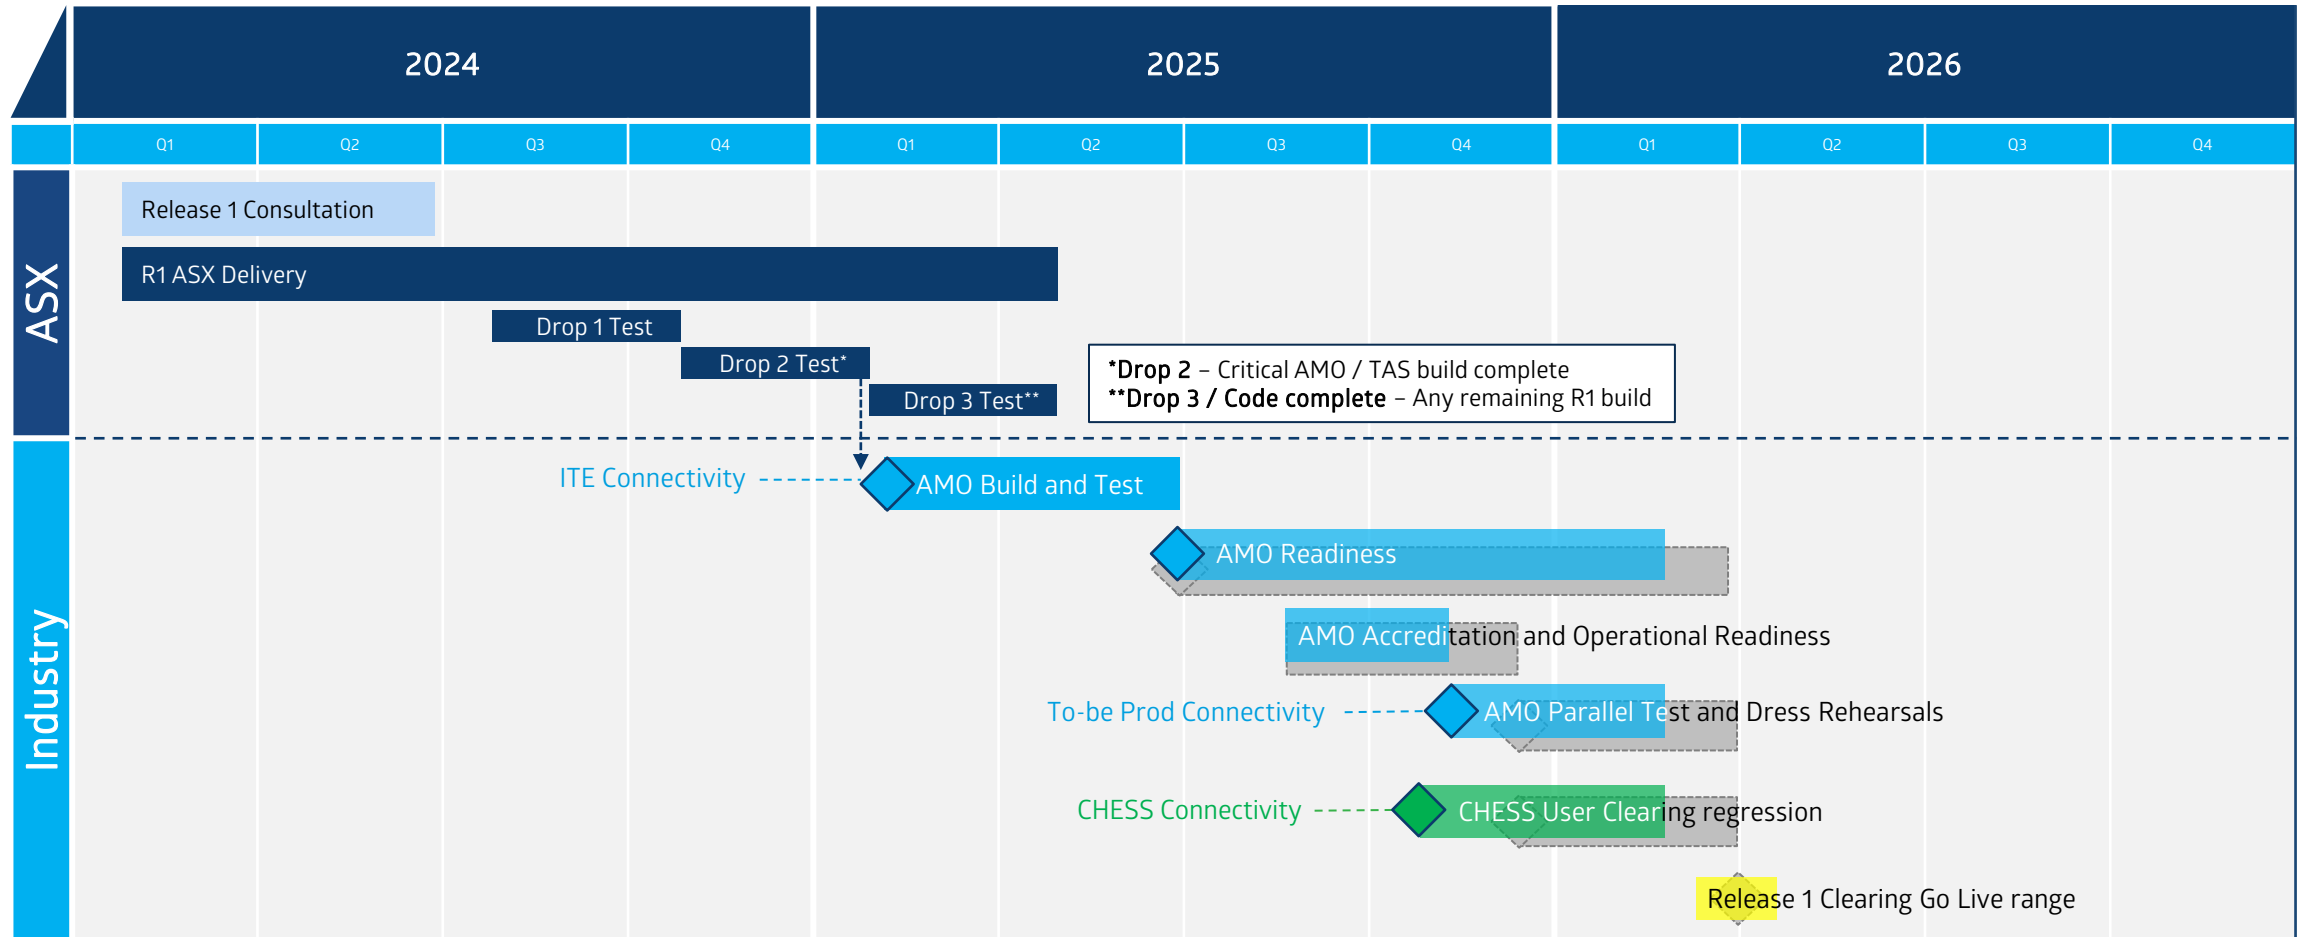 2024
2025
2026
Q1 Q2 Q3 Q4 Q1 Q2 Q3 Q4 Q1 Q2 Q3 Q4
ASX
Release 1 Consultation
R1 ASX Delivery
Drop 1 Test
Drop 2 Test*
Drop 3 Test**
*Drop 2 – Critical AMO / TAS build complete
**Drop 3 / Code complete – Any remaining R1 build
Industry
ITE Connectivity
AMO Build and Test
AMO Readiness
AMO Accreditation and Operational Readiness
To-be Prod Connectivity
AMO Parallel Test and Dress Rehearsals
CHESS Connectivity
CHESS User Clearing regression
Release 1 Clearing Go Live range